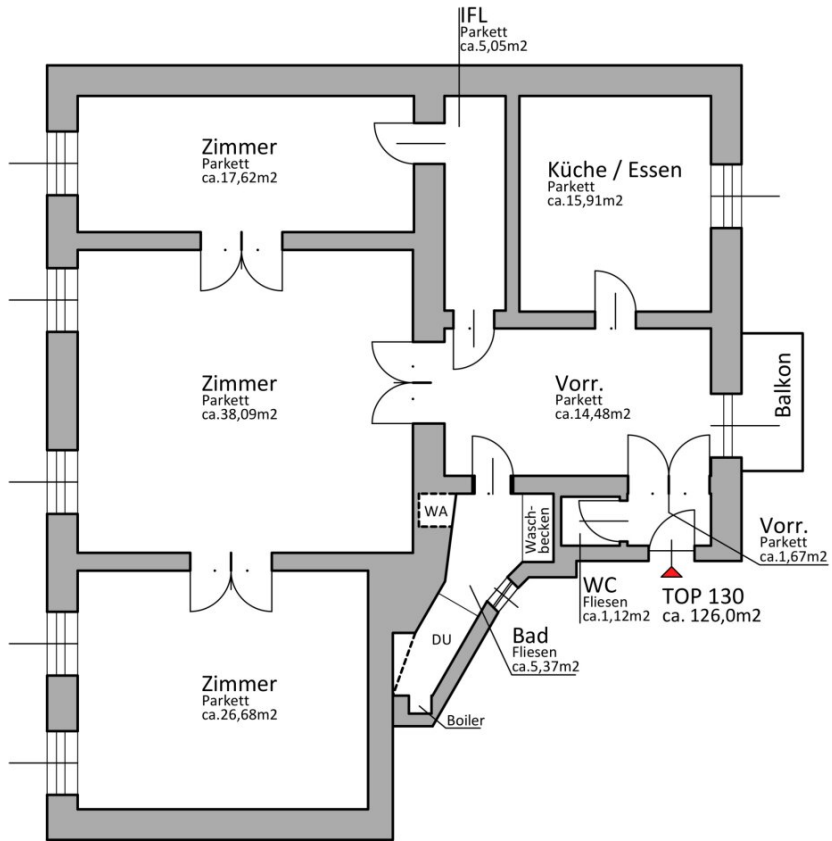 IFL
Parkett
ca.5,05m2
Zimmer
Parkett
ca.17,62m2
Küche / Essen
Parkett
ca.15,91m2
Zimmer
Parkett
ca.38,09m2
Vorr.
Parkett
ca.14,48m2
Balkon
WA
Wasch-
becken
Vorr.
Parkett
ca.1,67m2
WC
Fliesen
ca.1,12m2
TOP 130
ca. 126,0m2
DU
Bad
Fliesen
ca.5,37m2
Zimmer
Parkett
ca.26,68m2
Boiler